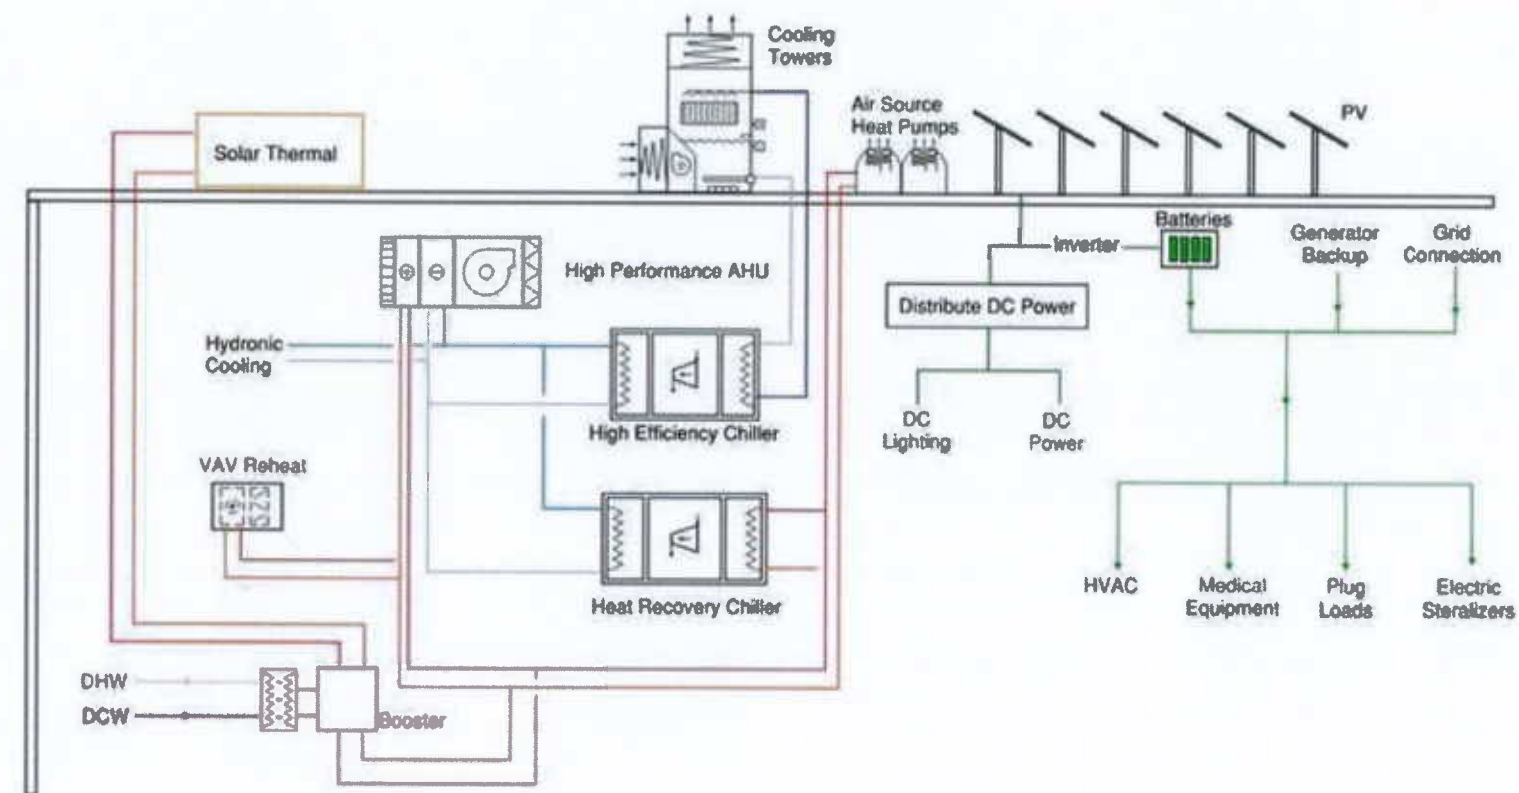 Cooling
Towers
Air Source
Heat Pumps
PV
Solar Thermal
Batteries
Inverter
Generator
Backup
Grid
Connection
High Performance AHU
Distribute DC Power
Hydronic
Cooling
DC
Lighting
DC
Power
High Efficiency Chiller
VAV Reheat
HVAC
Medical
Equipment
Plug
Loads
Electric
Steralizers
Heat Recovery Chiller
DHW
DCW
Booster